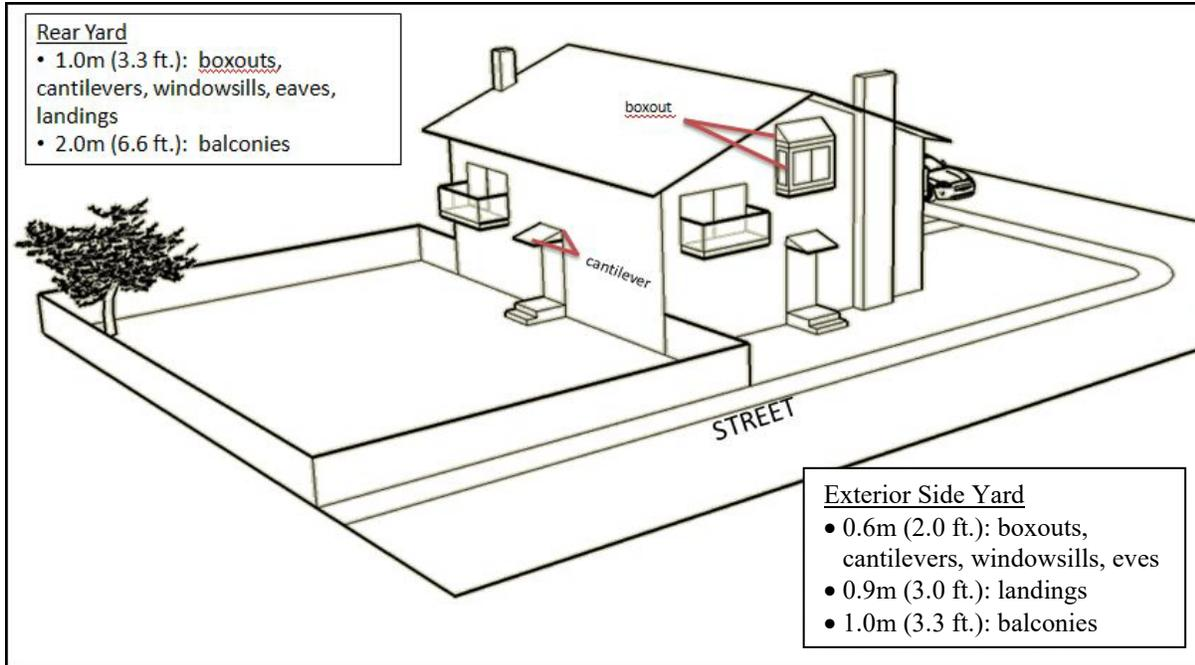 Rear Yard
• 1.0m (3.3 ft.): boxouts,
cantilevers, windowsills, eaves,
landings
• 2.0m (6.6 ft.): balconies
boxout
cantilever
STREET
Exterior Side Yard
• 0.6m (2.0 ft.): boxouts,
cantilevers, windowsills, eves
• 0.9m (3.0 ft.): landings
• 1.0m (3.3 ft.): balconies